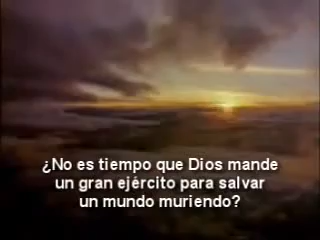 ¿No es tiempo que Dios mande
un gran ejército para salvar
un mundo muriendo?